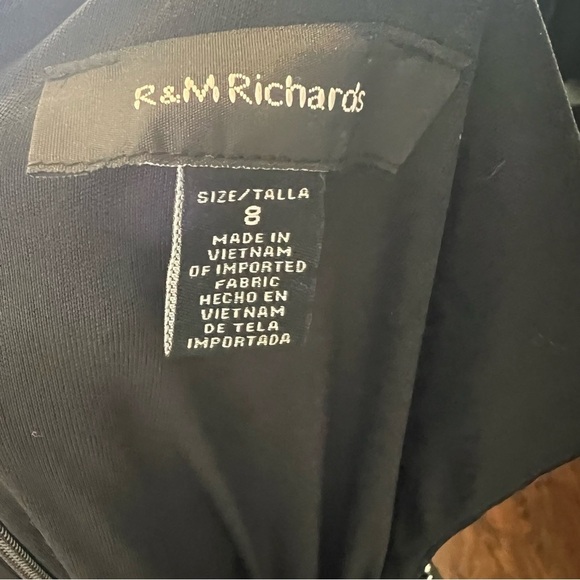 R&M Richards
SIZE/TALLA
8
MADE IN
VIETNAM
OF IMPORTED
FABRIC
HECHO EN
VIETNAM
DE TELA
IMPORTADA